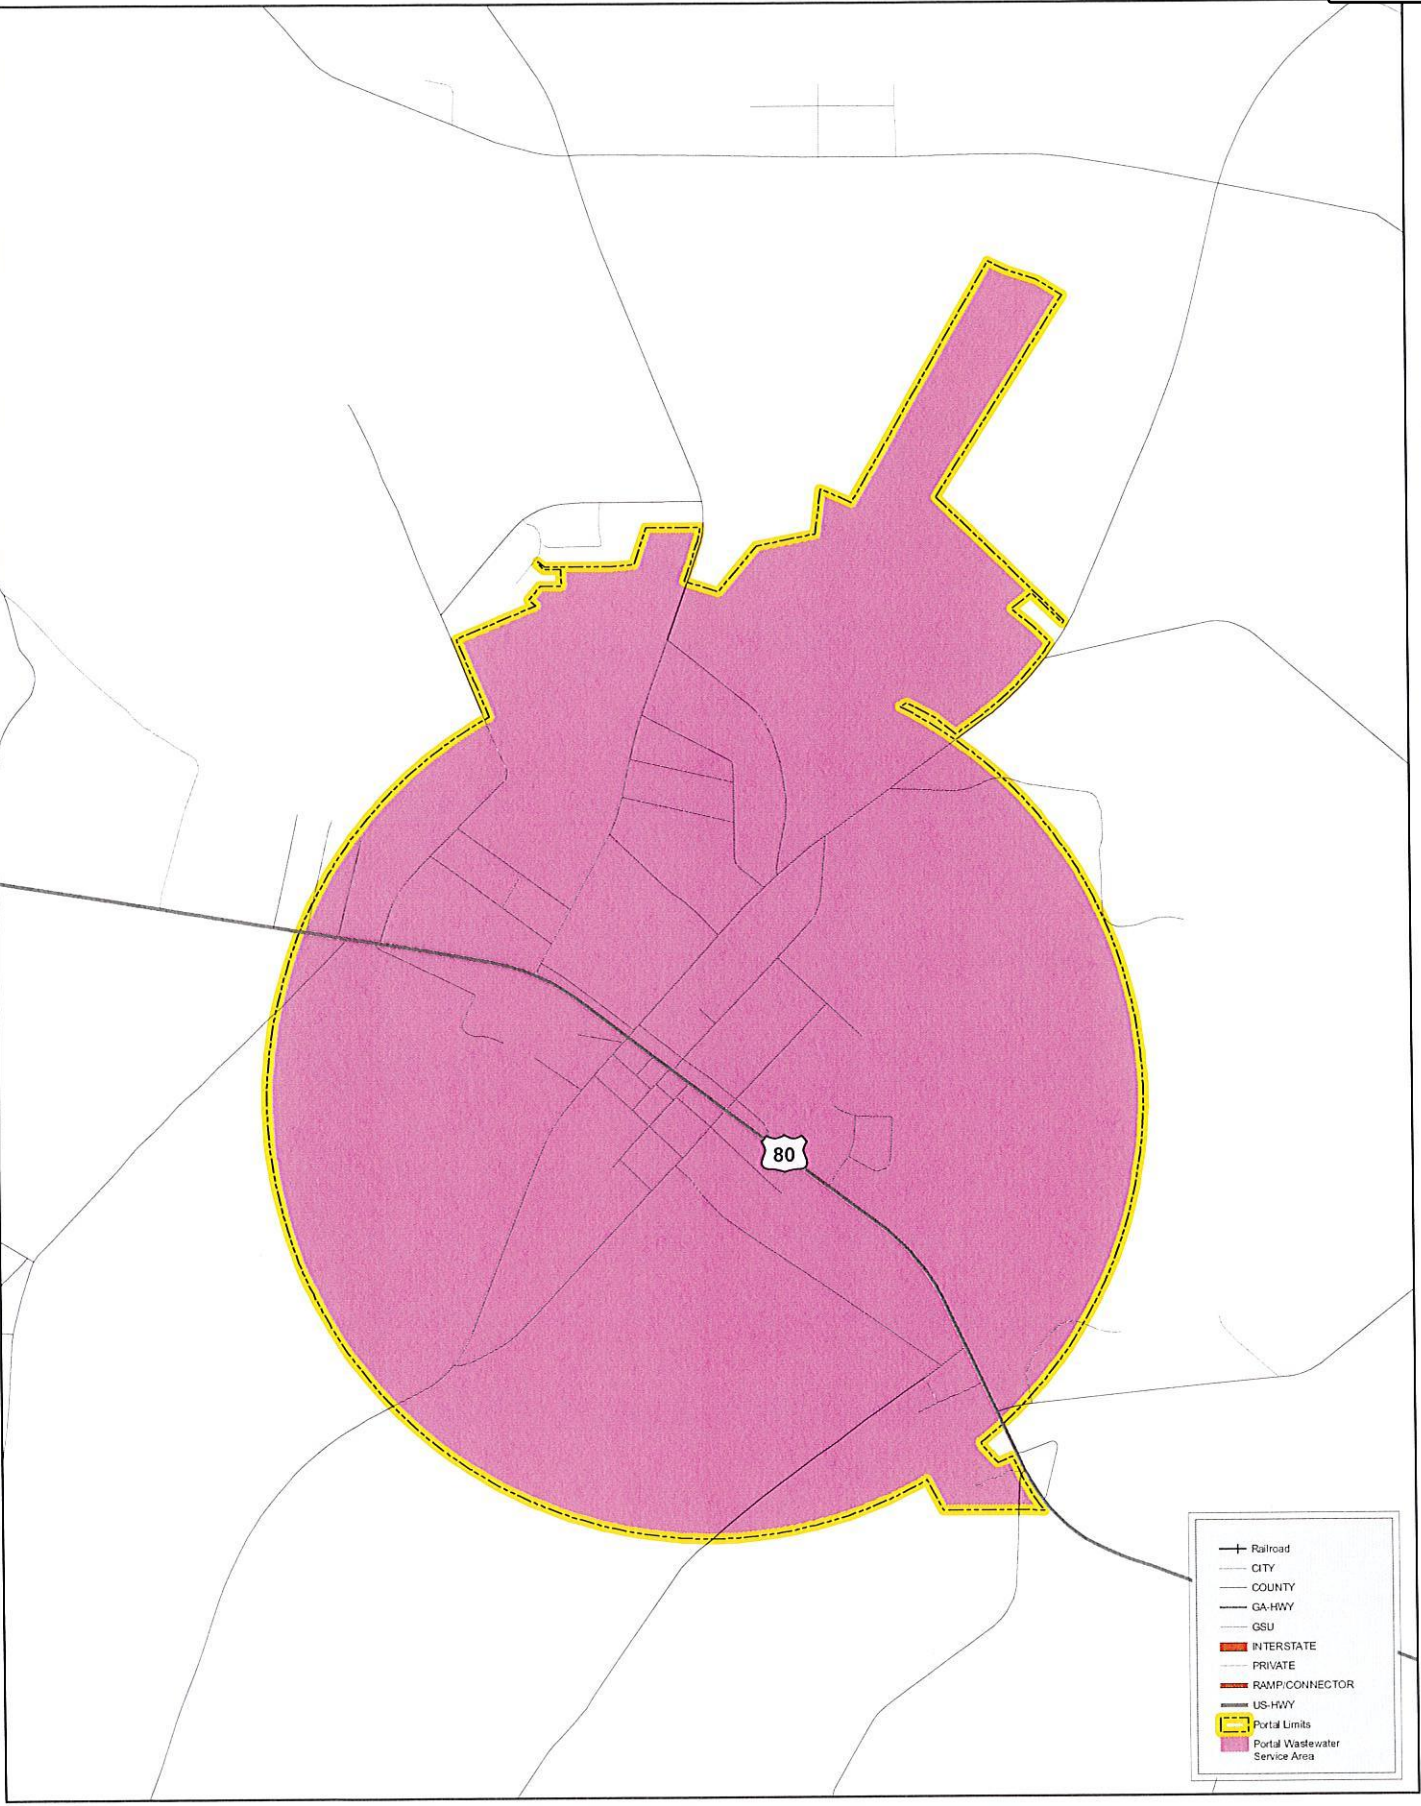 80
Railroad
CITY
COUNTY
GA-HWY
GSU
INTERSTATE
PRIVATE
RAMP/CONNECTOR
US-HWY
Portal Limits
Portal Wastewater
Service Area